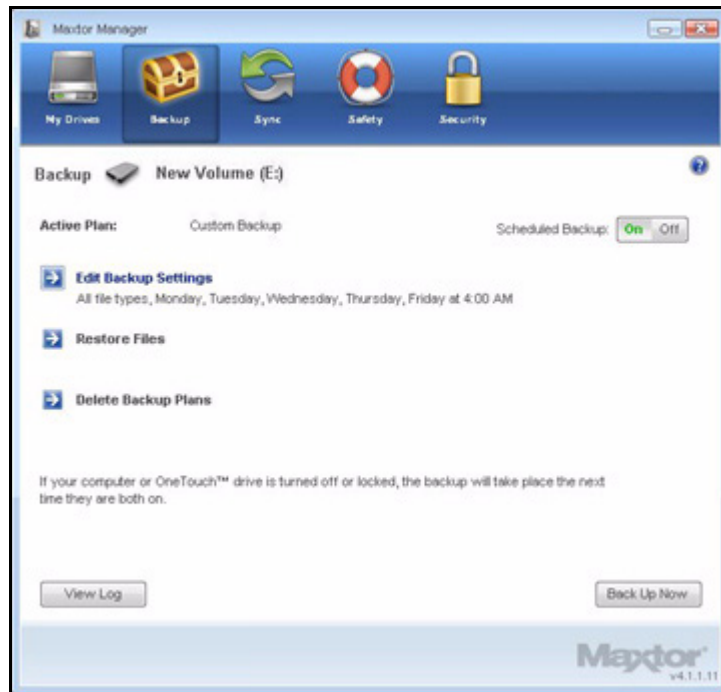 Maxtor Manager
My Drives
Backup
Sync
Safety
Security
Backup New Volume (E:)
Active Plan: Custom Backup Scheduled Backup: On Off
Edit Backup Settings
All file types, Monday, Tuesday, Wednesday, Thursday, Friday at 4:00 AM
Restore Files
Delete Backup Plans
If your computer or OneTouch™ drive is turned off or locked, the backup will take place the next
time they are both on.
View Log
Back Up Now
Maxtor
v4.1.1.11